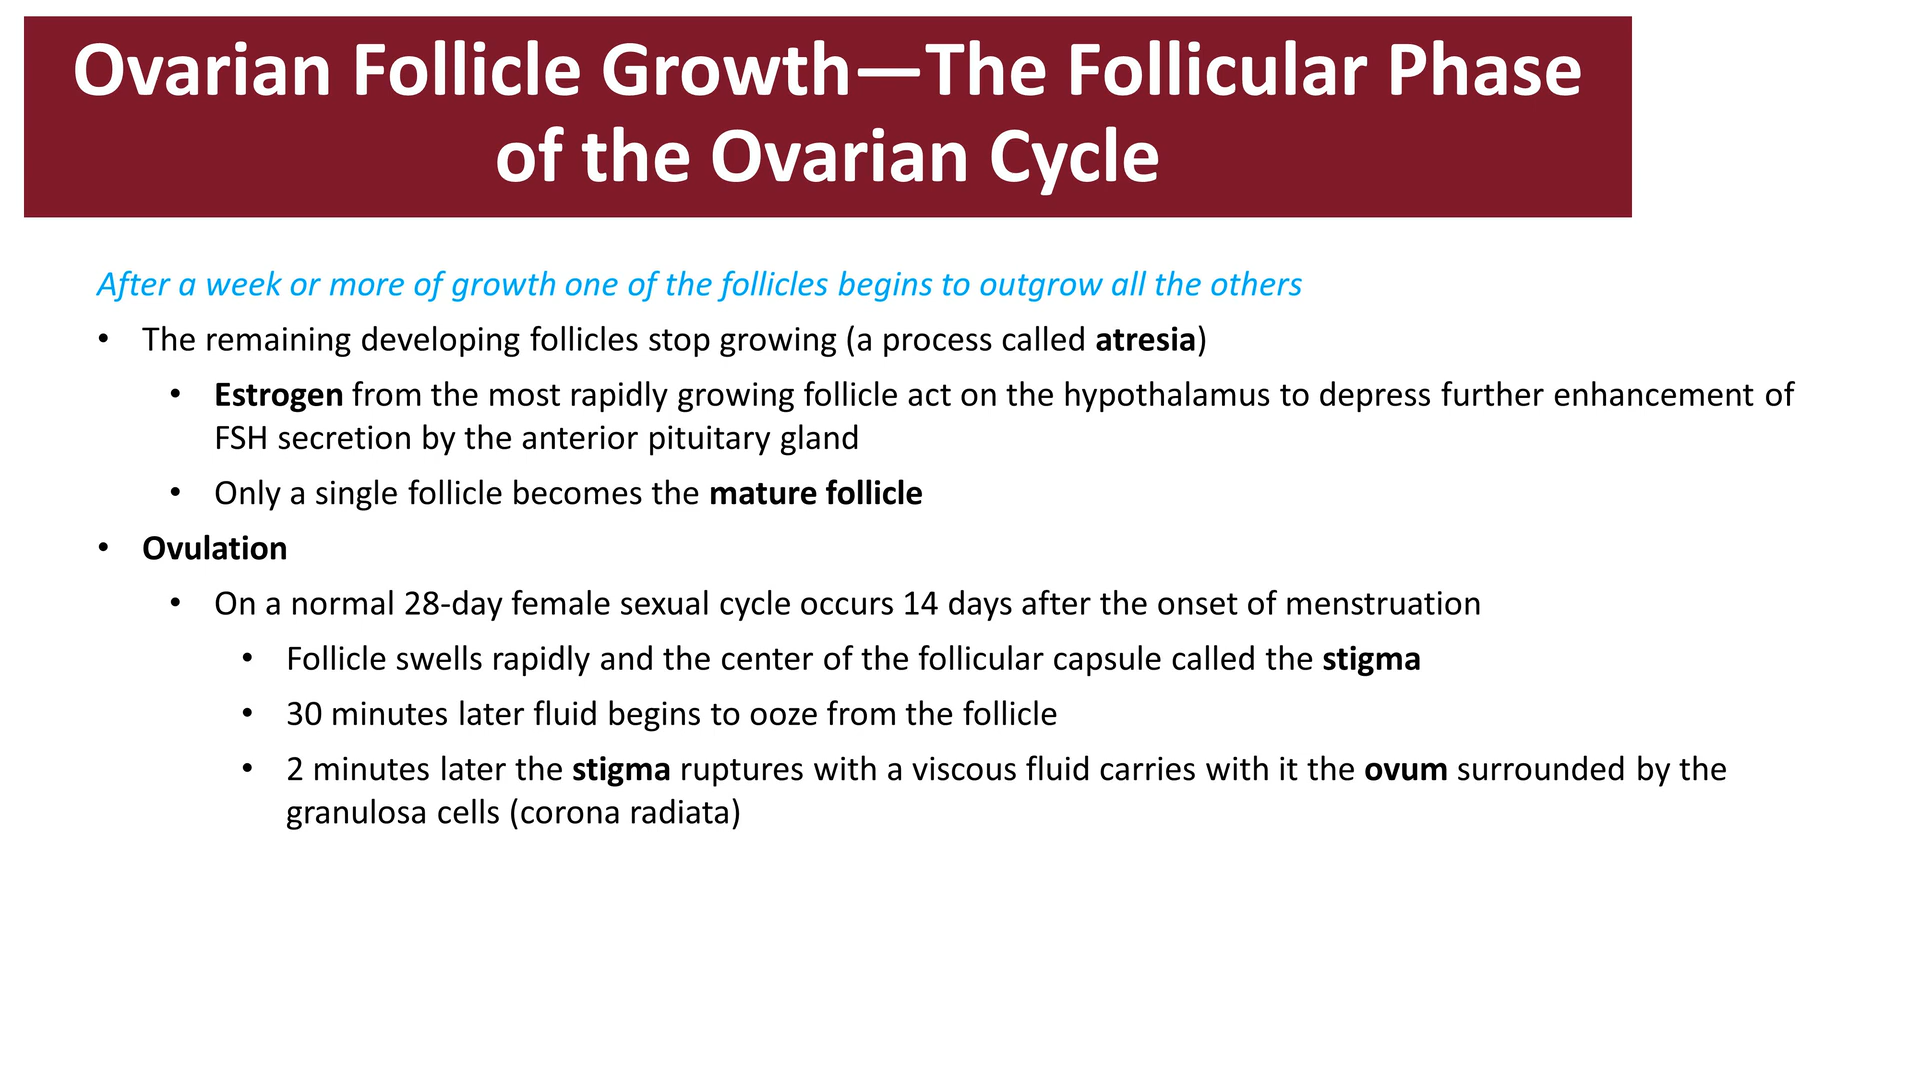 Ovarian Follicle Growth—The Follicular Phase
of the Ovarian Cycle
After a week or more of growth one of the follicles begins to outgrow all the others
• The remaining developing follicles stop growing (a process called atresia)
• Estrogen from the most rapidly growing follicle act on the hypothalamus to depress further enhancement of
FSH secretion by the anterior pituitary gland
• Only a single follicle becomes the mature follicle
• Ovulation
• On a normal 28-day female sexual cycle occurs 14 days after the onset of menstruation
• Follicle swells rapidly and the center of the follicular capsule called the stigma
• 30 minutes later fluid begins to ooze from the follicle
• 2 minutes later the stigma ruptures with a viscous fluid carries with it the ovum surrounded by the
granulosa cells (corona radiata)